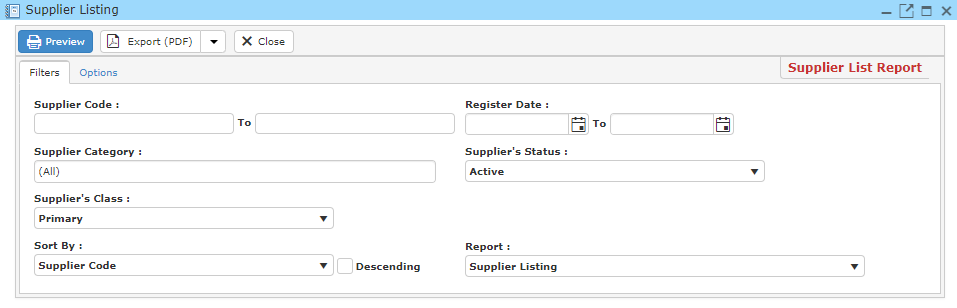 Supplier Listing
Preview Export (PDF) Close
Filters Options Supplier List Report
Supplier Code : Register Date :
To To
Supplier Category : Supplier's Status :
(All) Active
Supplier's Class :
Primary
Sort By : Report :
Supplier Code Descending Supplier Listing